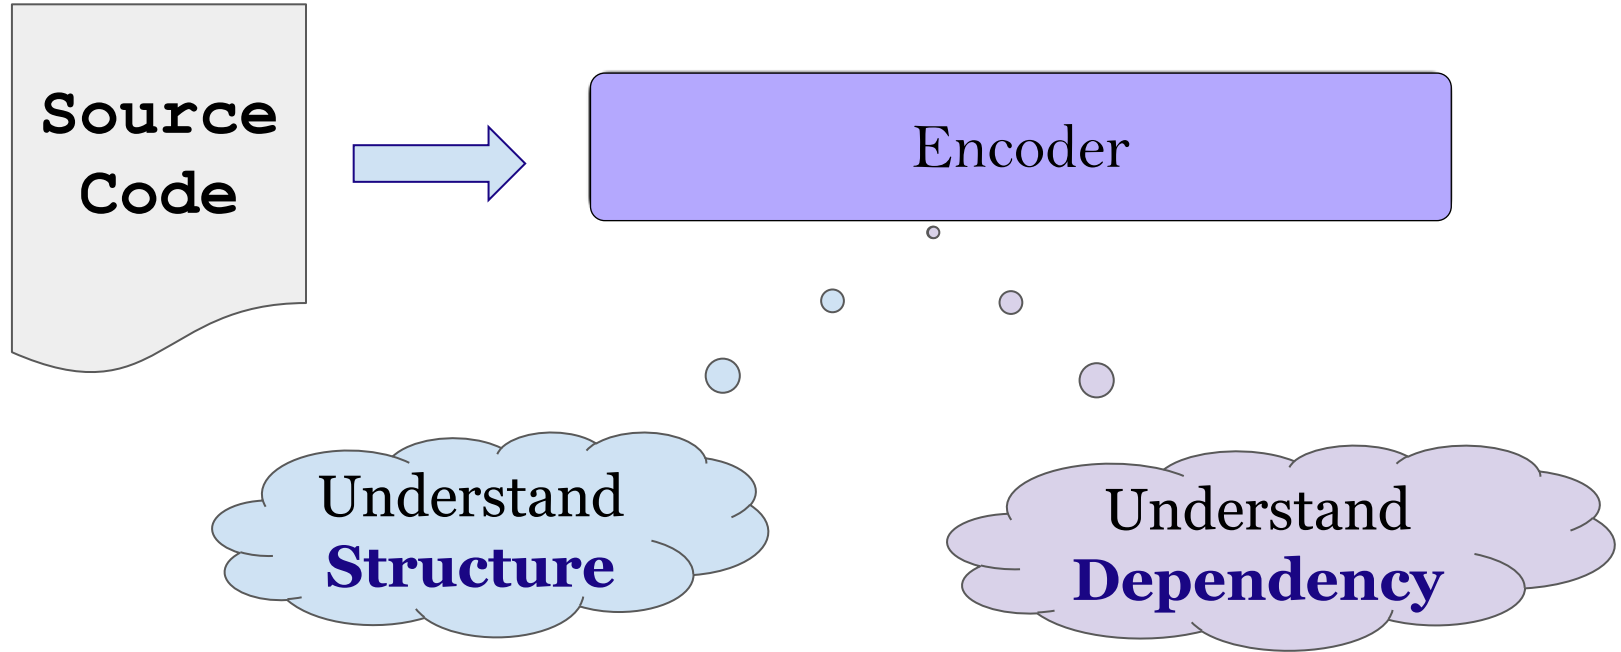 Source
Code
Encoder
Understand
Structure
Understand
Dependency